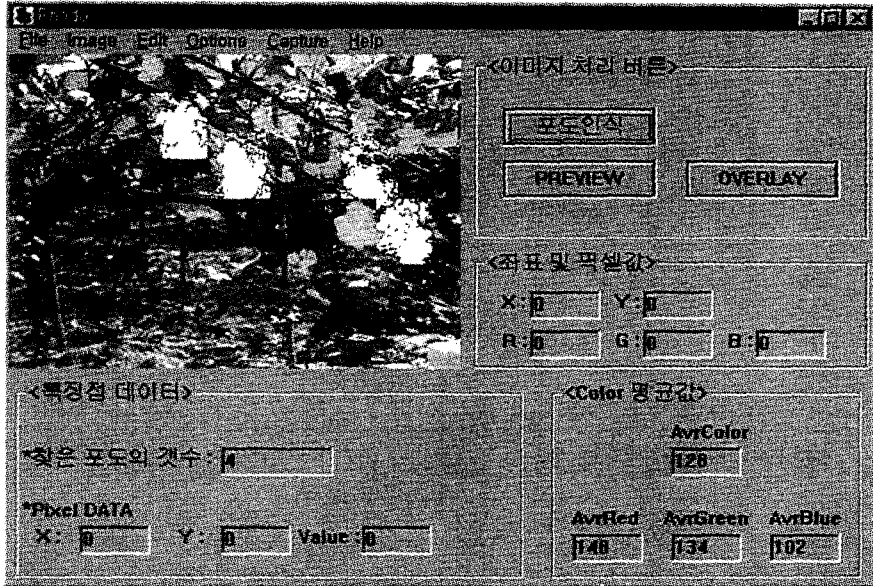 File Image Edit Options Capture Help
<이미지 처리 버튼>
포도인식
PREVIEW OVERLAY
<좌표 및 픽셀값>
X : 0 Y : 0
R : 0 G : 0 B : 0
<특징점 데이터>
*찾은 포도의 갯수 : 4
*Pixel DATA
X : 0 Y : 0 Value : 0
<Color 평균값>
AvrColor
128
AvrRed AvrGreen AvrBlue
148 134 102